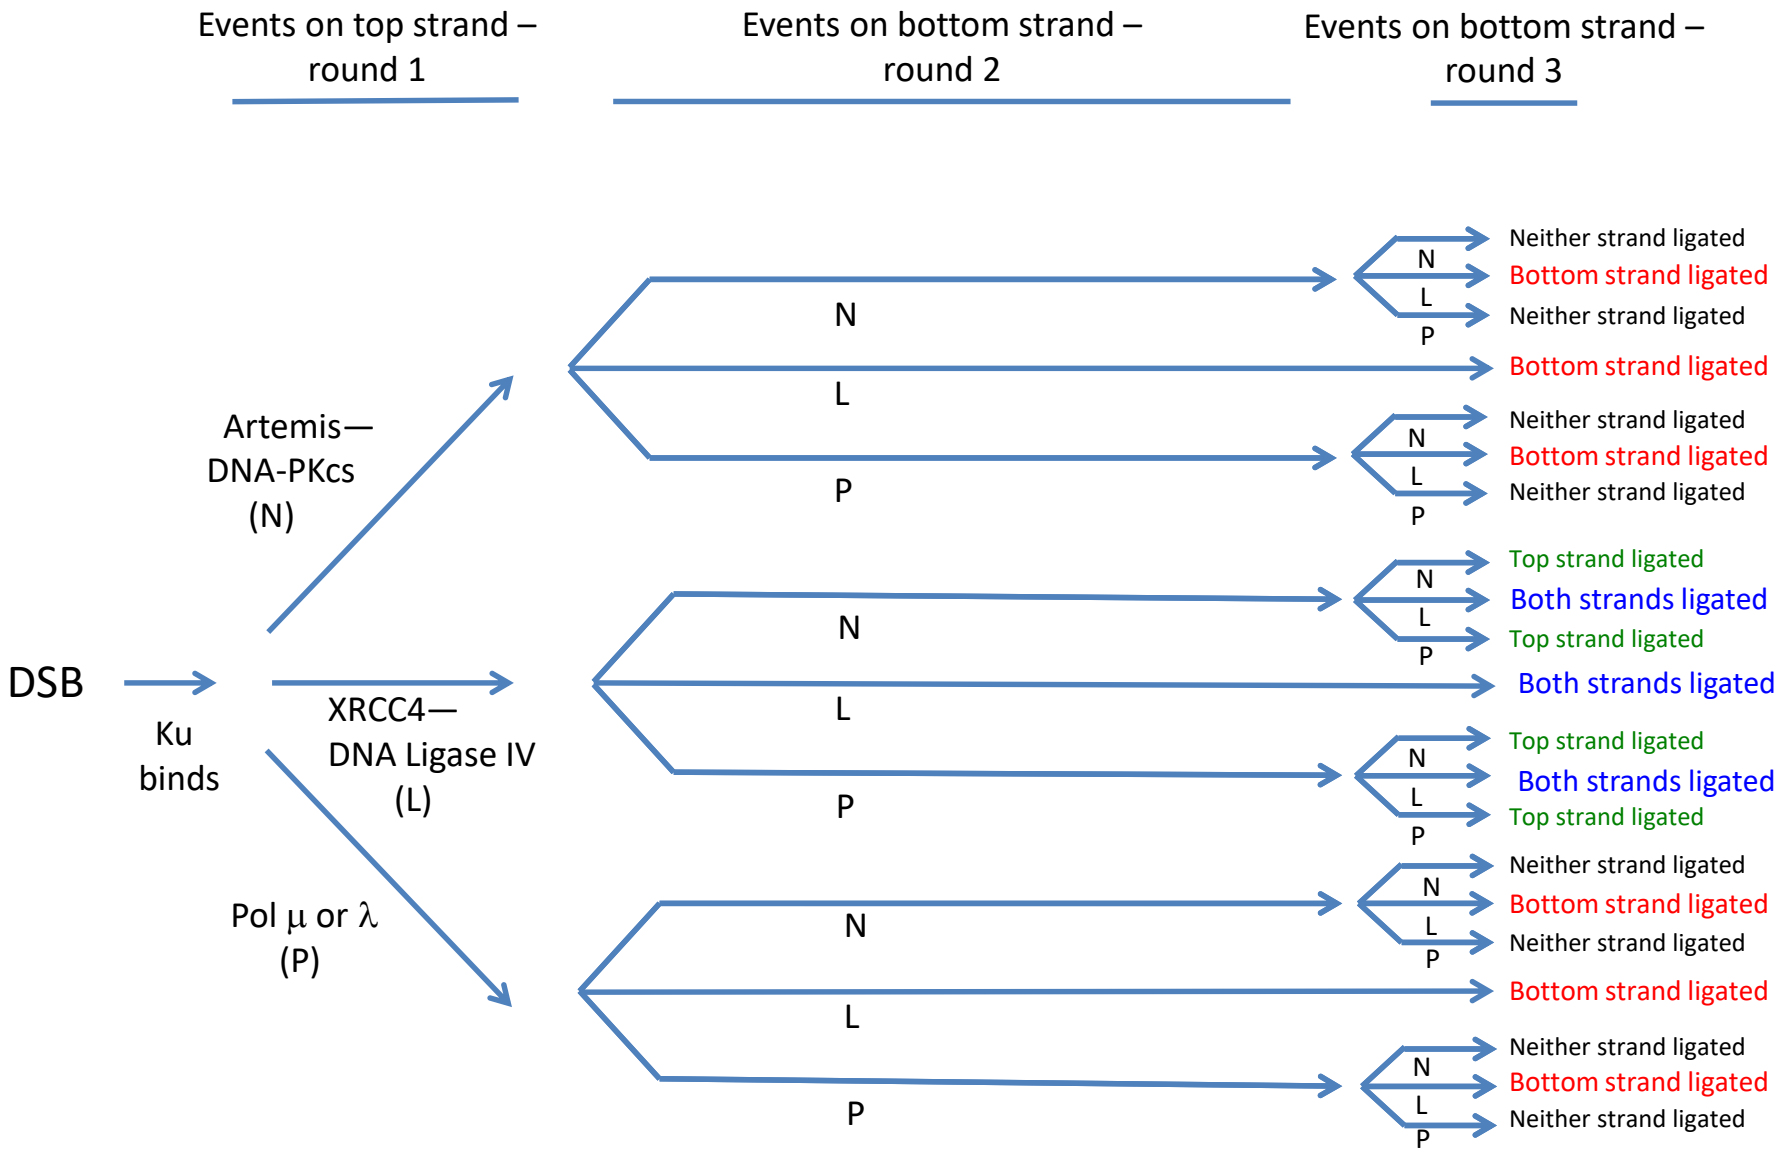 Events on top strand –
round 1
Events on bottom strand –
round 2
Events on bottom strand –
round 3
DSB
Ku
binds
Artemis—
DNA-PKcs
(N)
XRCC4—
DNA Ligase IV
(L)
Pol μ or λ
(P)
N
L
P
N
L
P
N
L
P
N
L
P
Neither strand ligated
Bottom strand ligated
Neither strand ligated
Bottom strand ligated
N
L
P
Neither strand ligated
Bottom strand ligated
Neither strand ligated
N
L
P
Top strand ligated
Both strands ligated
Top strand ligated
Both strands ligated
N
L
P
Top strand ligated
Both strands ligated
Top strand ligated
N
L
P
Neither strand ligated
Bottom strand ligated
Neither strand ligated
Bottom strand ligated
N
L
P
Neither strand ligated
Bottom strand ligated
Neither strand ligated